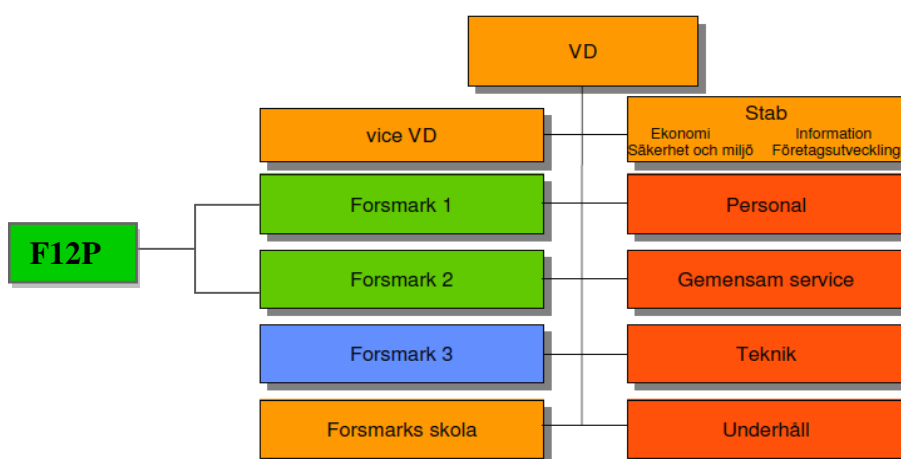 VD
vice VD
Stab
Ekonomi Information
Säkerhet och miljö Företagsutveckling
Forsmark 1
Personal
F12P
Forsmark 2
Gemensam service
Forsmark 3
Teknik
Forsmarks skola
Underhåll